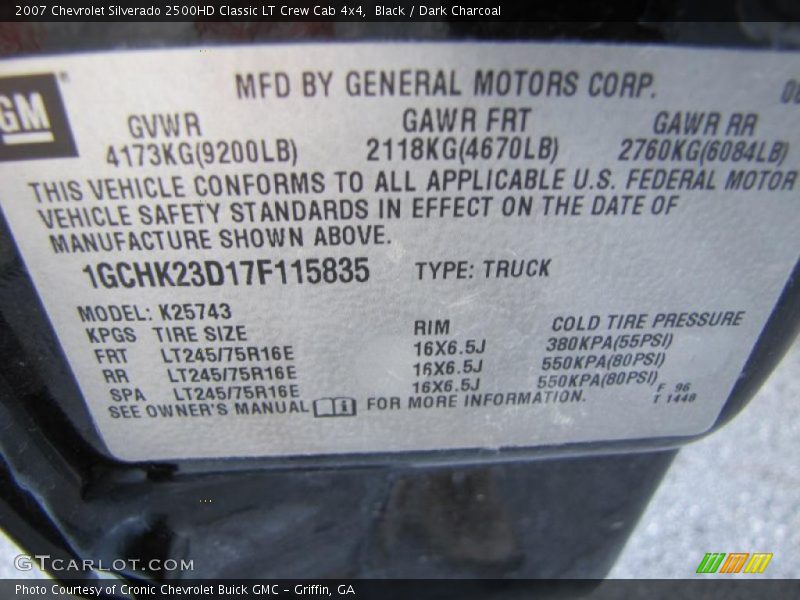 2007 Chevrolet Silverado 2500HD Classic LT Crew Cab 4x4, Black / Dark Charcoal
GM
MFD BY GENERAL MOTORS CORP.
GVWR GAWR FRT GAWR RR
4173KG(9200LB) 2118KG(4670LB) 2760KG(6084LB)
THIS VEHICLE CONFORMS TO ALL APPLICABLE U.S. FEDERAL MOTOR
VEHICLE SAFETY STANDARDS IN EFFECT ON THE DATE OF
MANUFACTURE SHOWN ABOVE.
1GCHK23D17F115835 TYPE: TRUCK
MODEL: K25743
KPGS TIRE SIZE RIM COLD TIRE PRESSURE
FRT LT245/75R16E 16X6.5J 380KPA(55PSI)
RR LT245/75R16E 16X6.5J 550KPA(80PSI)
SPA LT245/75R16E 16X6.5J 550KPA(80PSI)
SEE OWNER'S MANUAL FOR MORE INFORMATION.
F 96
T 1448
GTCARLOT.COM
Photo Courtesy of Cronic Chevrolet Buick GMC – Griffin, GA